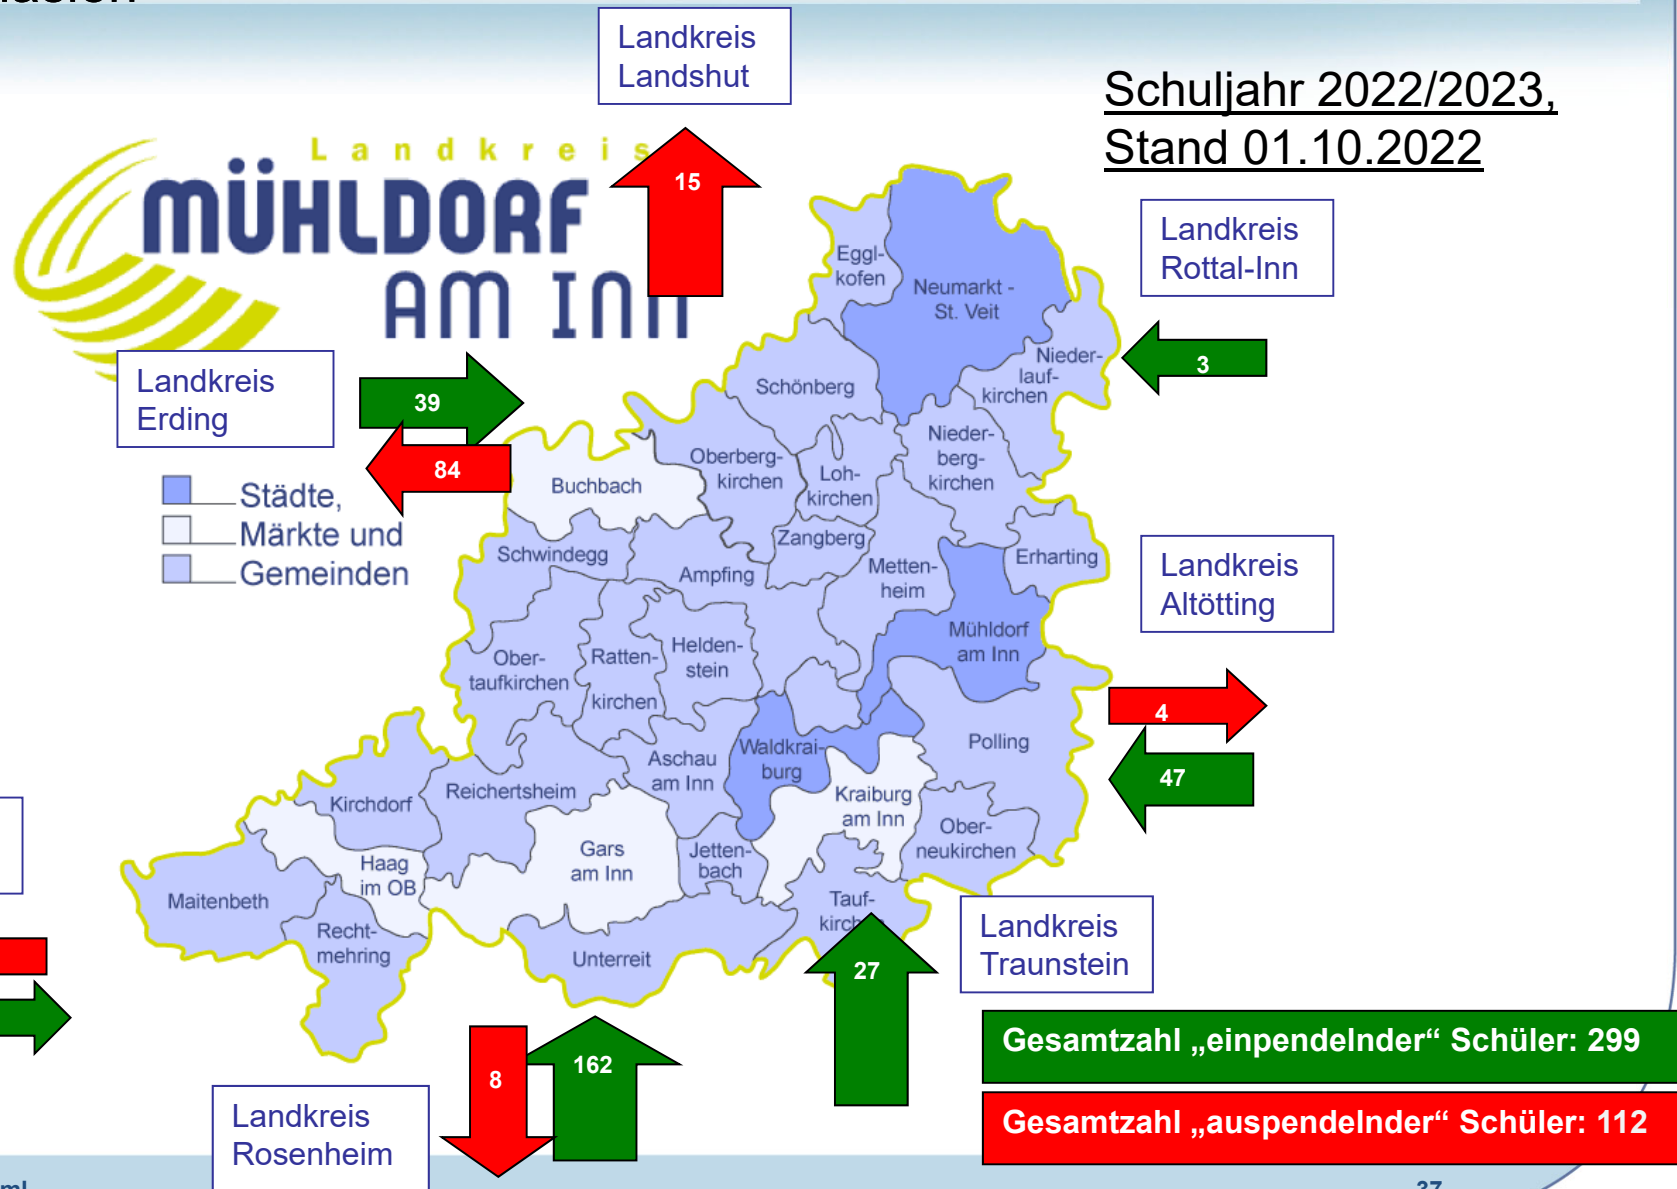 Landkreis
Landshut
Schuljahr 2022/2023,
Stand 01.10.2022
Landkreis
MÜHLDORF
AM INN
15
Landkreis
Rottal-Inn
3
Landkreis
Erding
39
84
Städte,
Märkte und
Gemeinden
Eggl-
kofen
Neumarkt -
St. Veit
Nieder-
lauf-
kirchen
Schönberg
Oberberg-
kirchen
Loh-
kirchen
Nieder-
berg-
kirchen
Buchbach
Zangberg
Schwindegg
Ampfing
Metten-
heim
Erharting
Landkreis
Altötting
Mühldorf
am Inn
Ober-
taufkirchen
Ratten-
kirchen
Helden-
stein
4
47
Polling
Waldkrai-
burg
Aschau
am Inn
Reichertsheim
Kirchdorf
Kraiburg
am Inn
Ober-
neukirchen
Haag
im OB
Gars
am Inn
Jetten-
bach
Maitenbeth
Recht-
mehring
Unterreit
Tauf-
27
Landkreis
Traunstein
8
162
Landkreis
Rosenheim
Gesamtzahl „einpendelnder“ Schüler: 299
Gesamtzahl „auspendelnder“ Schüler: 112
37